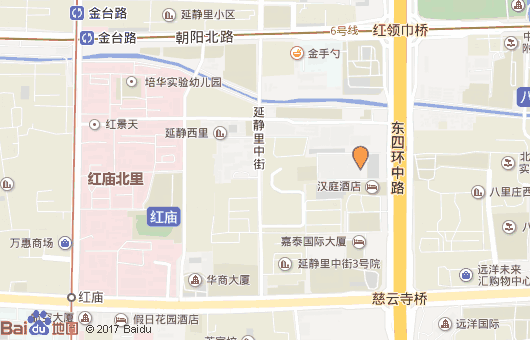 金台路
延静里小区
6号线
红领巾桥
金台路
朝阳北路
金手勺
培华实验幼儿园
红景天
延静西里
延静里中街
东四环中路
红庙北里
汉庭酒店
八里庄西
红庙
万惠商场
嘉泰国际大厦
延静里中街3号院
远洋未来
汇购物中心
华商大厦
红庙
慈云寺桥
Bai du 地图
© 2017 Baidu
假日花园酒店
远洋国际